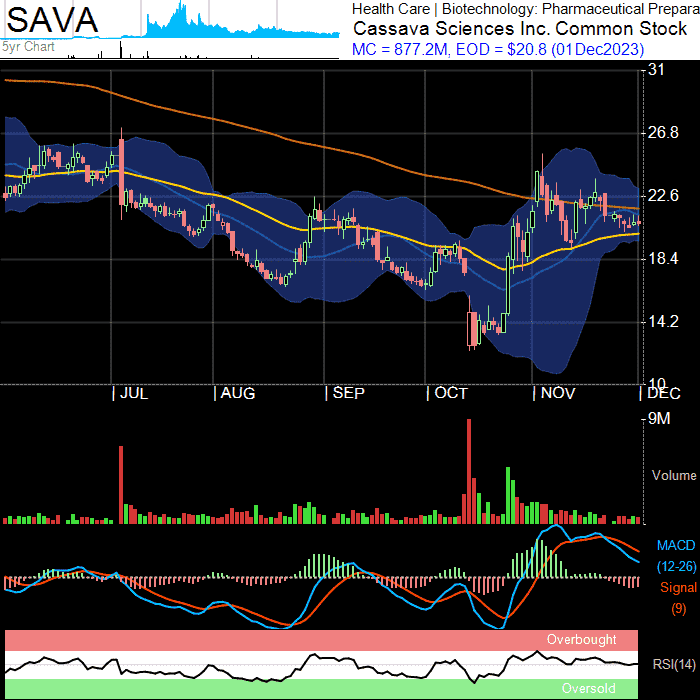 SAVA
5yr Chart
Health Care | Biotechnology: Pharmaceutical Prepara
Cassava Sciences Inc. Common Stock
MC = 877.2M, EOD = $20.8 (01Dec2023)
31
26.8
22.6
18.4
14.2
10
| JUL | AUG | SEP | OCT | NOV | DEC
9M
Volume
MACD
(12-26)
Signal
(9)
Overbought
RSI(14)
Oversold